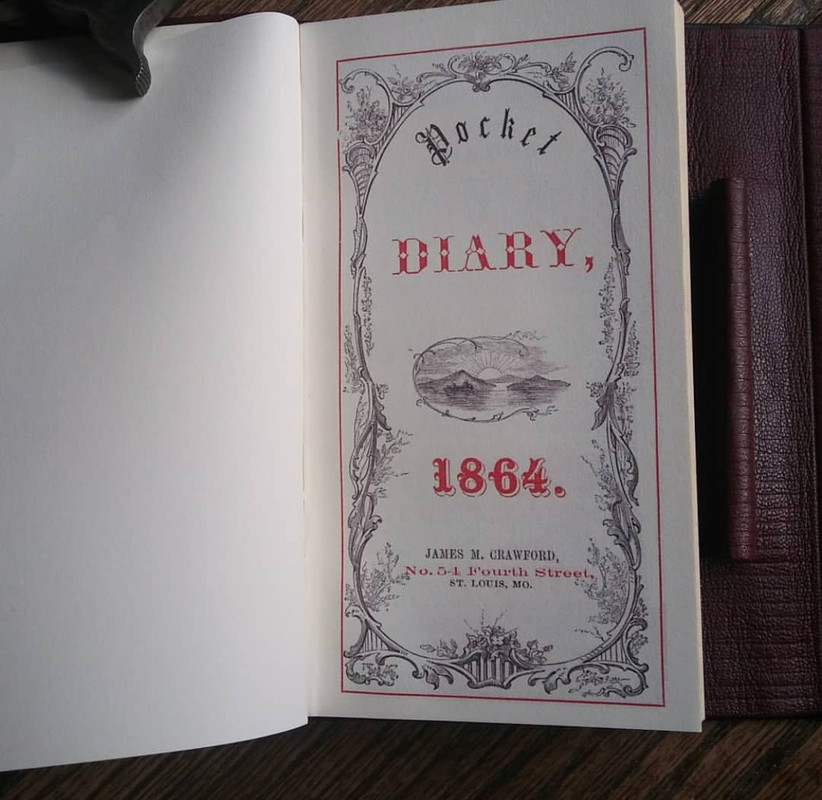 Pocket
DIARY,
1864.
JAMES M. CRAWFORD,
No. 54 Fourth Street,
ST. LOUIS, MO.